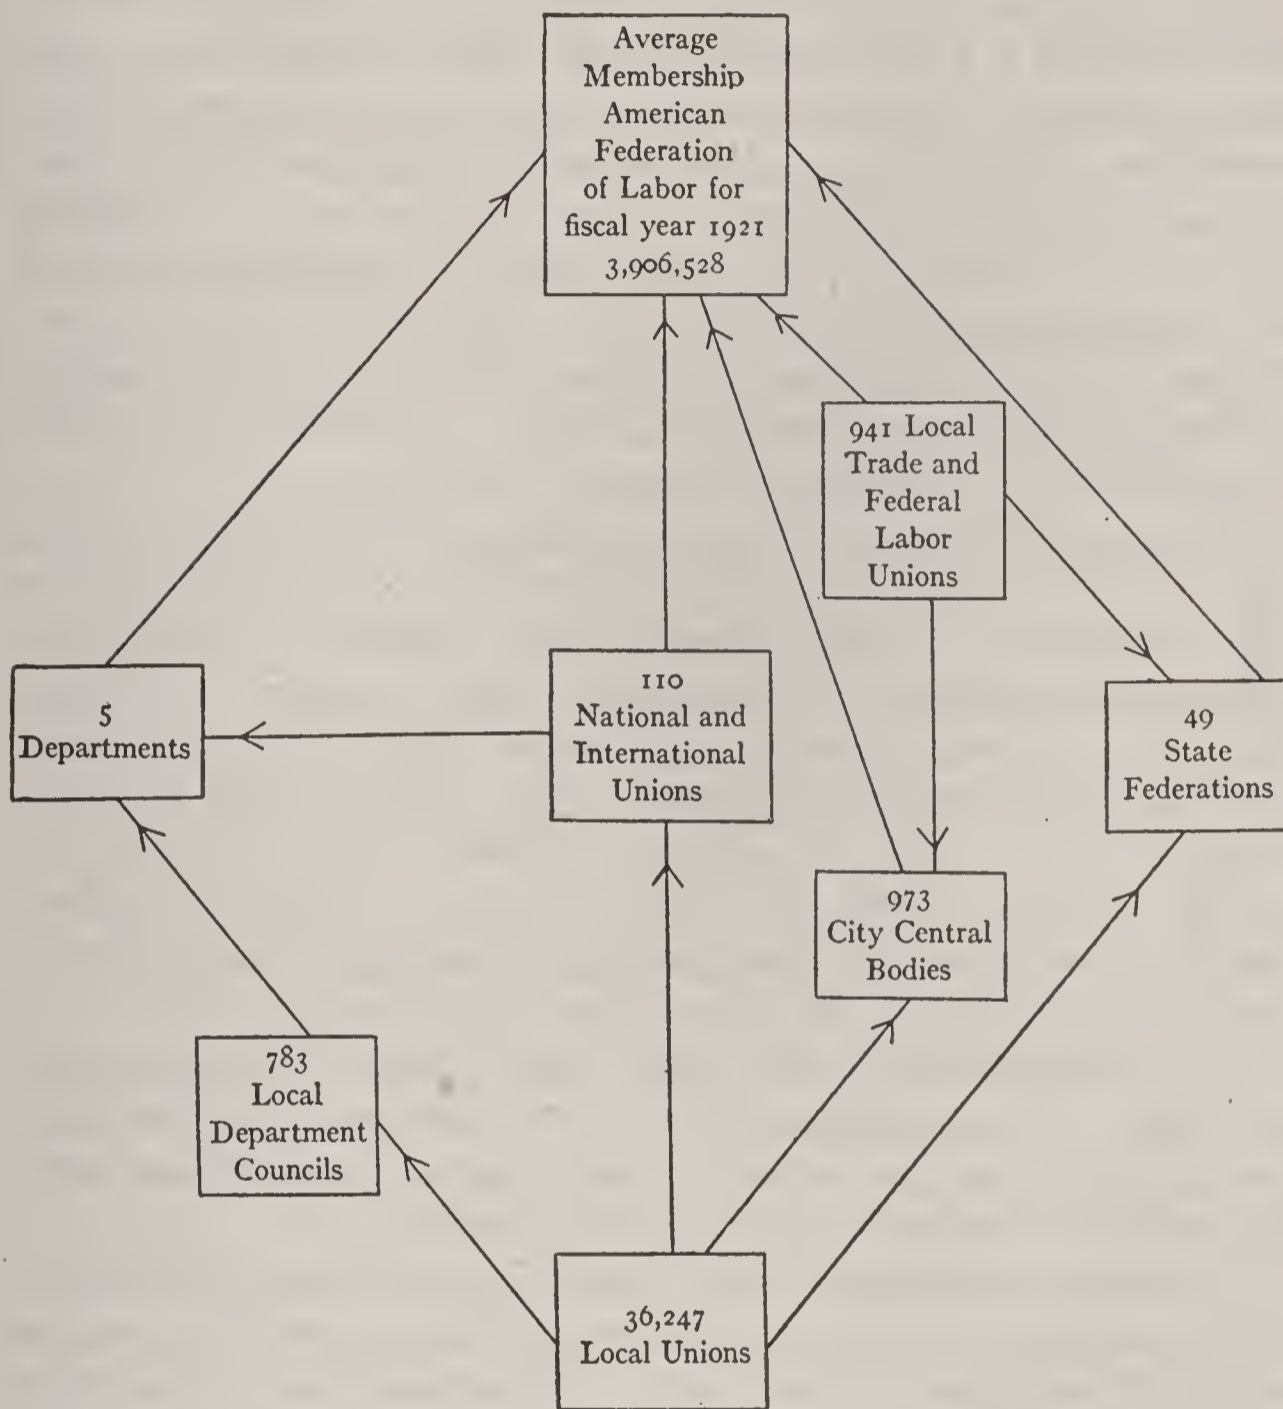 Average
Membership
American
Federation
of Labor for
fiscal year 1921
3,906,528
941 Local
Trade and
Federal
Labor
Unions
5
Departments
110
National and
International
Unions
49
State
Federations
973
City Central
Bodies
783
Local
Department
Councils
36,247
Local Unions